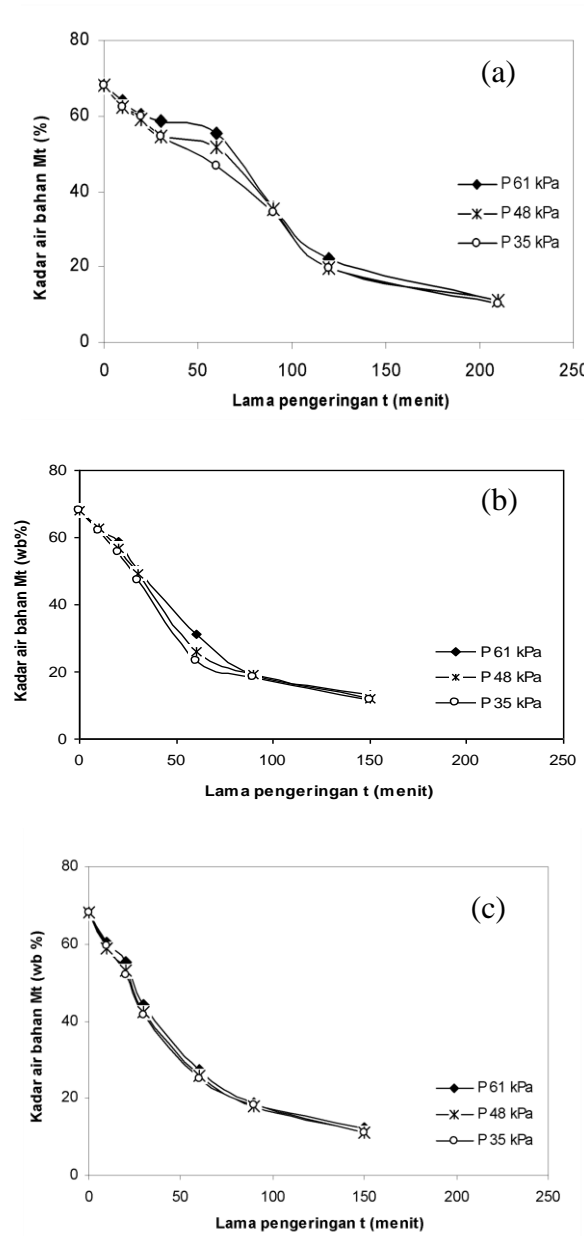 (a)
80
60
40
20
0
Kadar air bahan Mt (%)
P 61 kPa
P 48 kPa
P 35 kPa
0 50 100 150 200 250
Lama pengeringan t (menit)
(b)
80
60
40
20
0
Kadar air bahan Mt (wb%)
P 61 kPa
P 48 kPa
P 35 kPa
0 50 100 150 200 250
Lama pengeringan t (menit)
(c)
80
60
40
20
0
Kadar air bahan Mt (wb %)
P 61 kPa
P 48 kPa
P 35 kPa
0 50 100 150 200 250
Lama pengeringan t (menit)